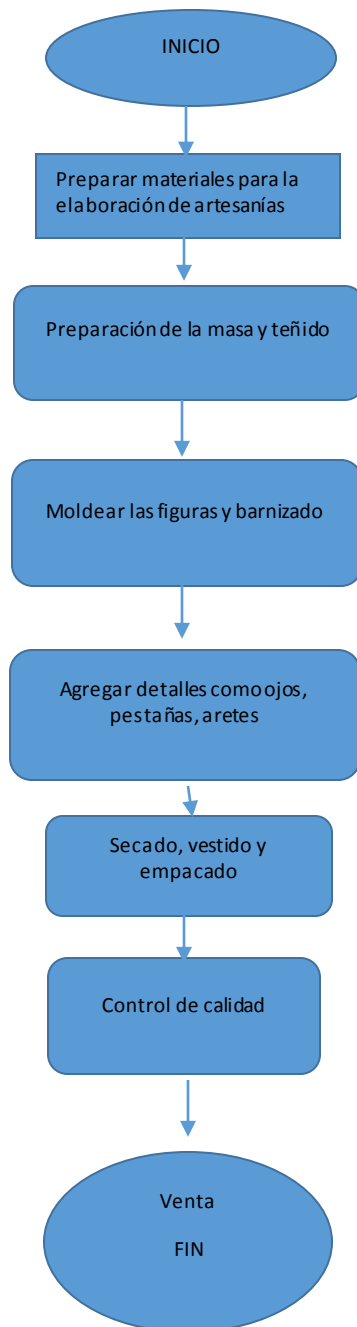 INICIO
Preparar materiales para la
elaboración de artesanías
Preparación de la masa y teñido
Moldear las figuras y barnizado
Agregar detalles como ojos,
pestañas, aretes
Secado, vestido y
empacado
Control de calidad
Venta
FIN